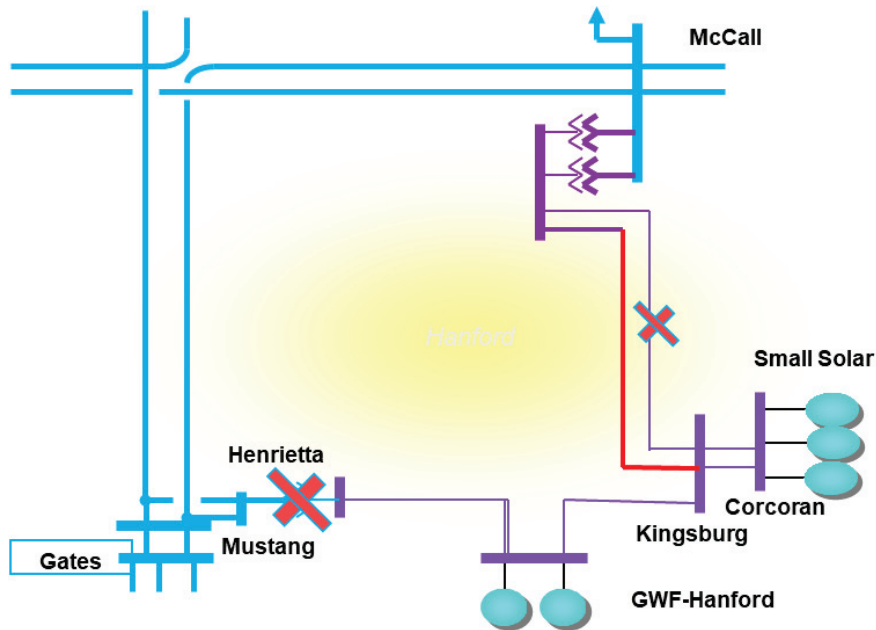 McCall
Hanford
Small Solar
Henrietta
Corcoran
Kingsburg
Mustang
Gates
GWF-Hanford